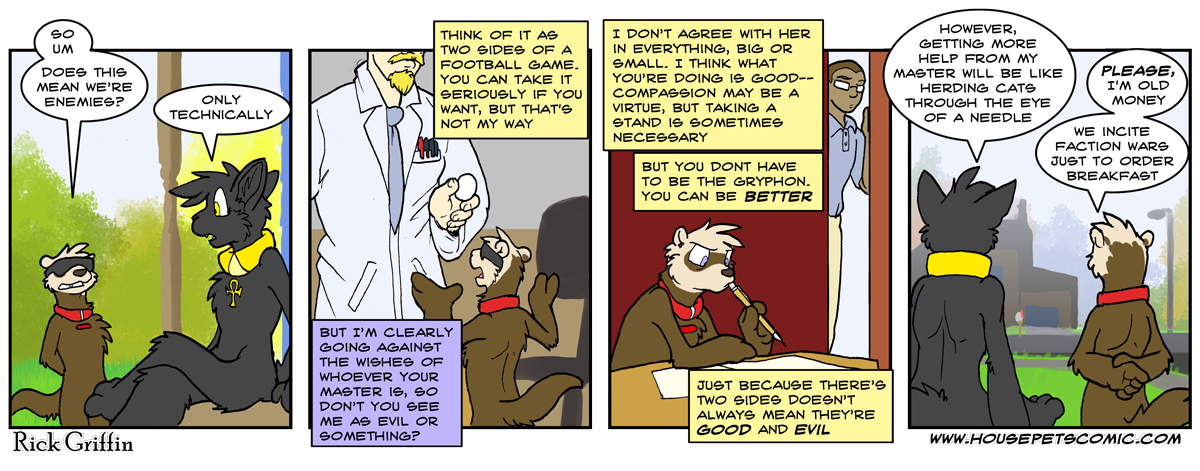 SO
UM
DOES THIS
MEAN WE'RE
ENEMIES?
ONLY
TECHNICALLY
THINK OF IT AS
TWO SIDES OF A
FOOTBALL GAME.
YOU CAN TAKE IT
SERIOUSLY IF YOU
WANT, BUT THAT'S
NOT MY WAY
BUT I'M CLEARLY
GOING AGAINST
THE WISHES OF
WHOEVER YOUR
MASTER IS, SO
DON'T YOU SEE
ME AS EVIL OR
SOMETHING?
I DON'T AGREE WITH HER
IN EVERYTHING, BIG OR
SMALL. I THINK WHAT
YOU'RE DOING IS GOOD--
COMPASSION MAY BE A
VIRTUE, BUT TAKING A
STAND IS SOMETIMES
NECESSARY
BUT YOU DONT HAVE
TO BE THE GRYPHON.
YOU CAN BE BETTER
JUST BECAUSE THERE'S
TWO SIDES DOESN'T
ALWAYS MEAN THEY'RE
GOOD AND EVIL
HOWEVER,
GETTING MORE
HELP FROM MY
MASTER WILL BE LIKE
HERDING CATS
THROUGH THE EYE
OF A NEEDLE
PLEASE,
I'M OLD
MONEY
WE INCITE
FACTION WARS
JUST TO ORDER
BREAKFAST
Rick Griffin
WWW.HOUSEPETSCOMIC.COM